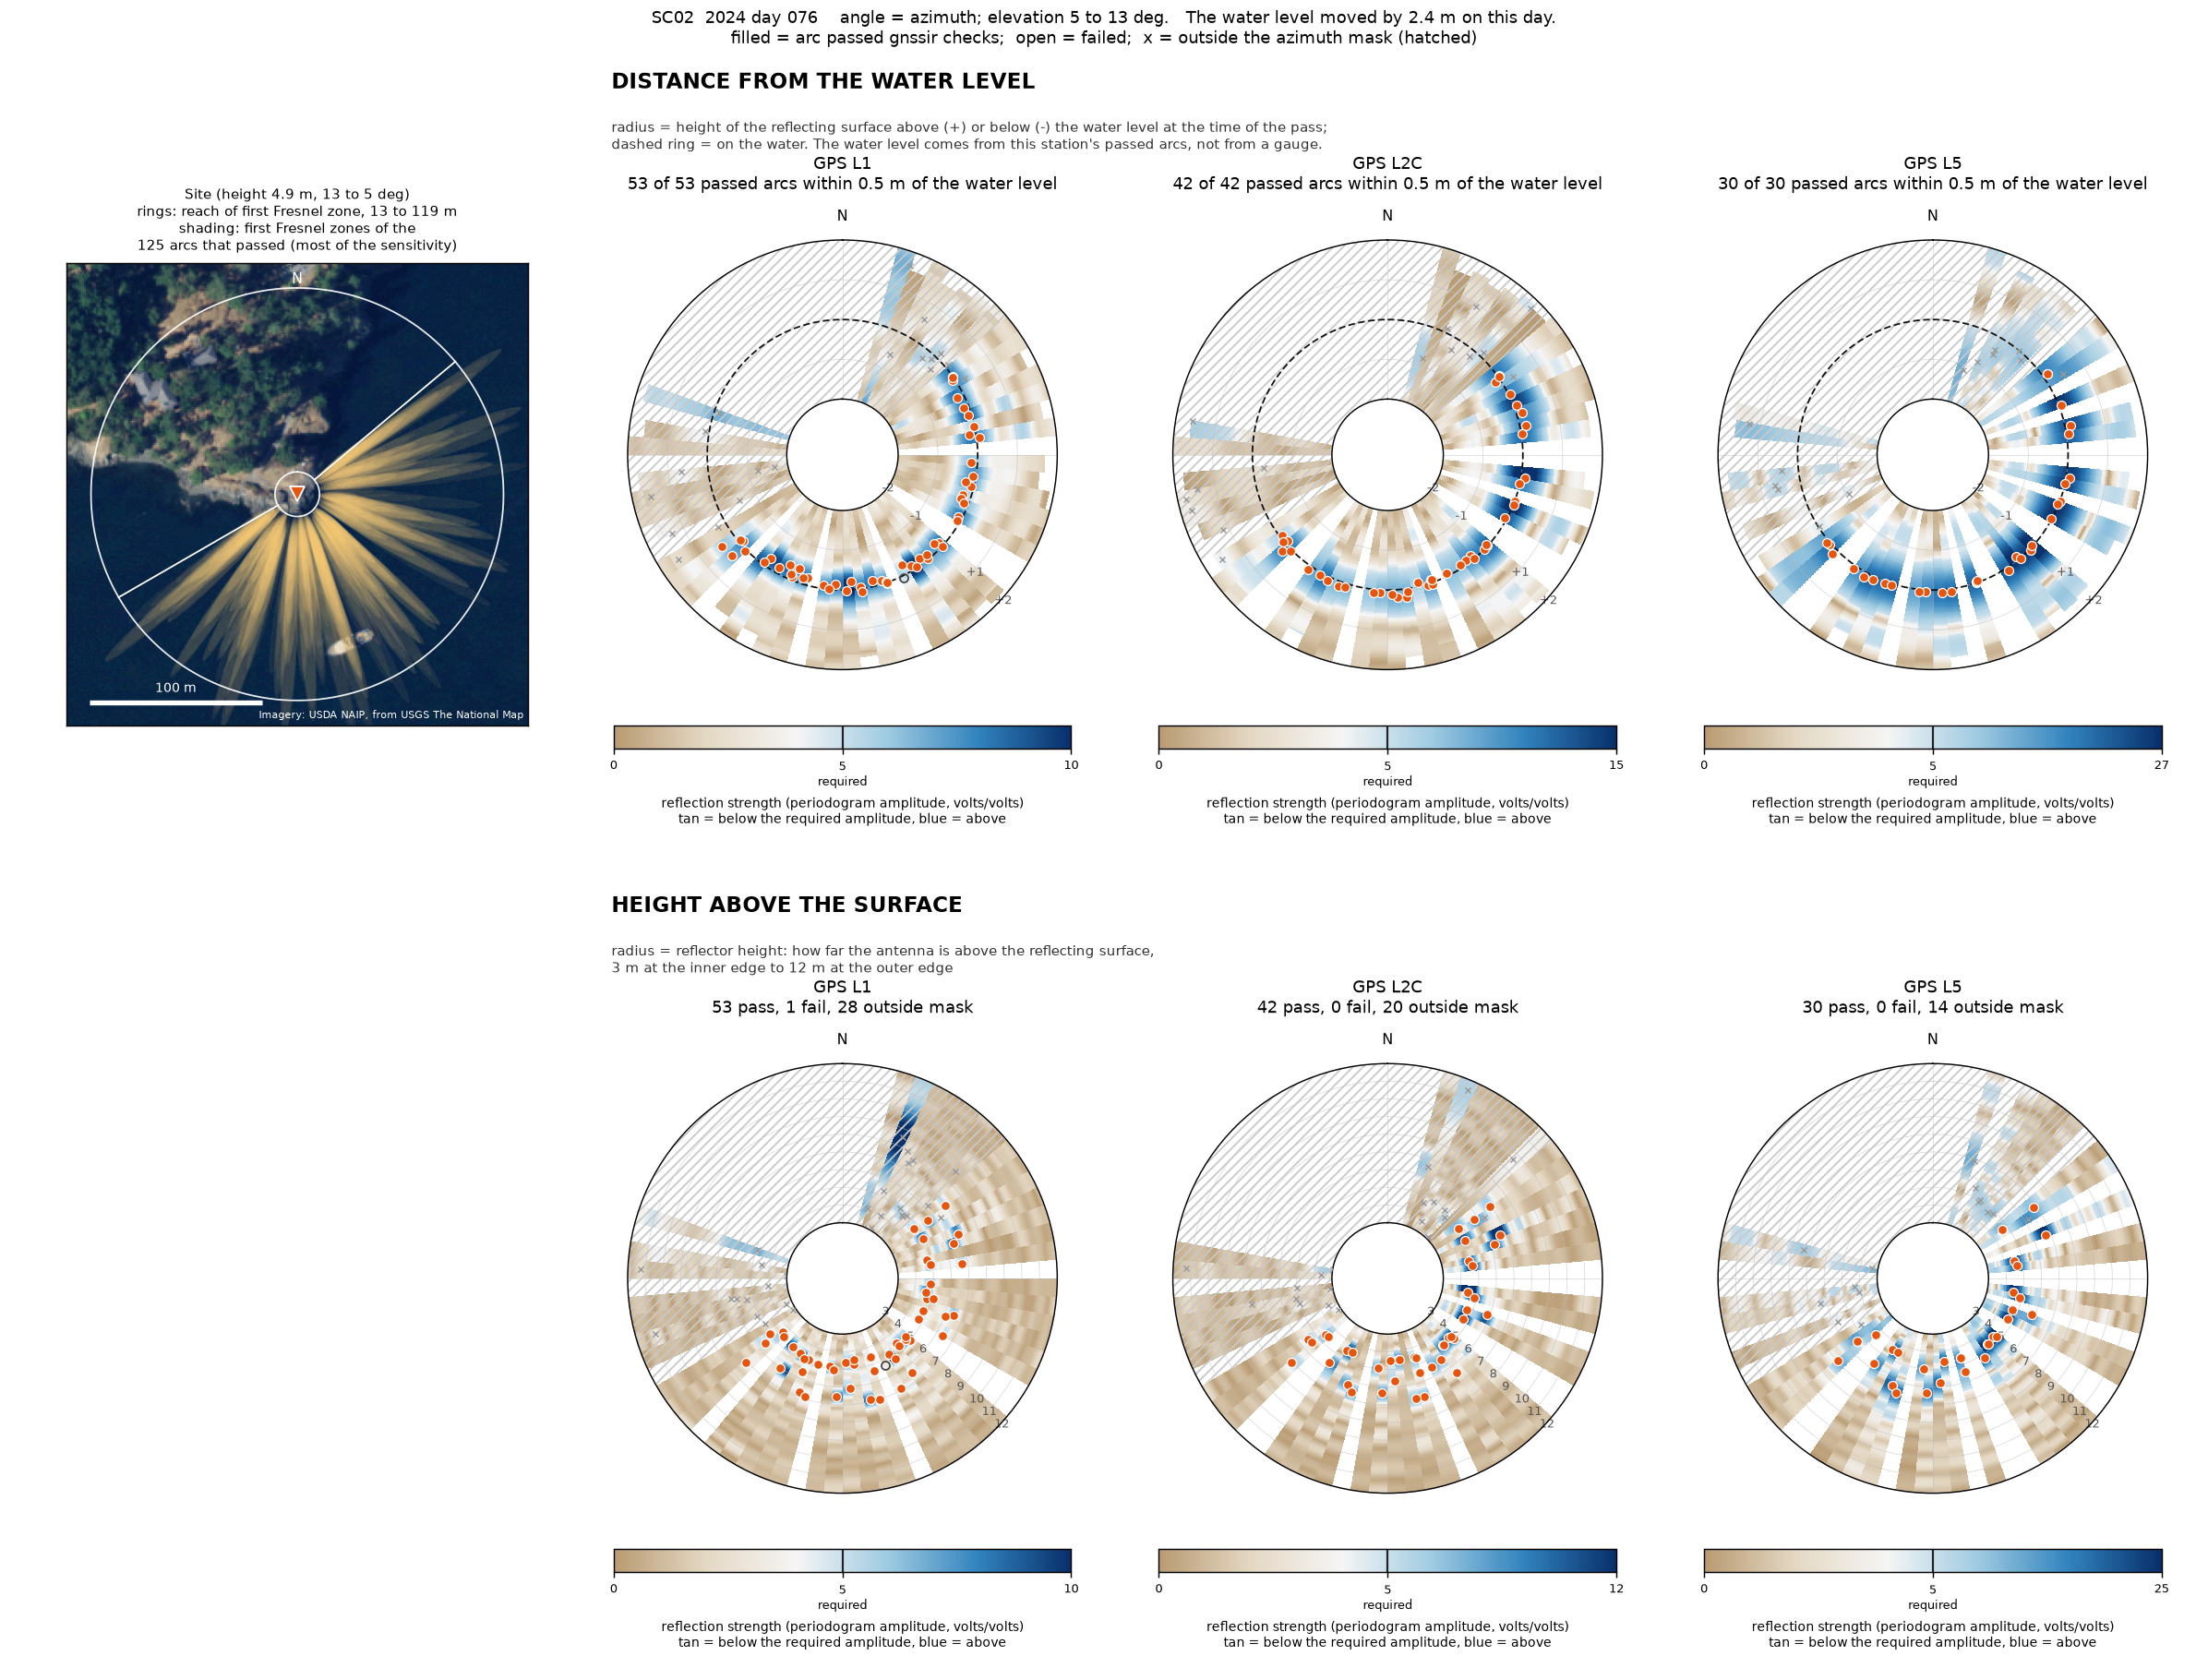 SC02  2024 day 076    angle = azimuth; elevation 5 to 13 deg.   The water level moved by 2.4 m on this day.
filled = arc passed gnssir checks;  open = failed;  x = outside the azimuth mask (hatched)
DISTANCE FROM THE WATER LEVEL
radius = height of the reflecting surface above (+) or below (-) the water level at the time of the pass;
dashed ring = on the water. The water level comes from this station's passed arcs, not from a gauge.
Site (height 4.9 m, 13 to 5 deg)
rings: reach of first Fresnel zone, 13 to 119 m
shading: first Fresnel zones of the
125 arcs that passed (most of the sensitivity)
N
100 m
Imagery: USDA NAIP, from USGS The National Map
GPS L1
53 of 53 passed arcs within 0.5 m of the water level
N
-2
-1
+1
+2
0
5
10
required
reflection strength (periodogram amplitude, volts/volts)
tan = below the required amplitude, blue = above
GPS L2C
42 of 42 passed arcs within 0.5 m of the water level
N
-2
-1
+1
+2
0
5
15
required
reflection strength (periodogram amplitude, volts/volts)
tan = below the required amplitude, blue = above
GPS L5
30 of 30 passed arcs within 0.5 m of the water level
N
-2
-1
+1
+2
0
5
27
required
reflection strength (periodogram amplitude, volts/volts)
tan = below the required amplitude, blue = above
HEIGHT ABOVE THE SURFACE
radius = reflector height: how far the antenna is above the reflecting surface,
3 m at the inner edge to 12 m at the outer edge
GPS L1
53 pass, 1 fail, 28 outside mask
N
3
4
6
7
8
9
10
11
12
0
5
10
required
reflection strength (periodogram amplitude, volts/volts)
tan = below the required amplitude, blue = above
GPS L2C
42 pass, 0 fail, 20 outside mask
N
3
4
6
7
8
9
10
11
12
0
5
12
required
reflection strength (periodogram amplitude, volts/volts)
tan = below the required amplitude, blue = above
GPS L5
30 pass, 0 fail, 14 outside mask
N
3
4
6
7
8
9
10
11
12
0
5
25
required
reflection strength (periodogram amplitude, volts/volts)
tan = below the required amplitude, blue = above